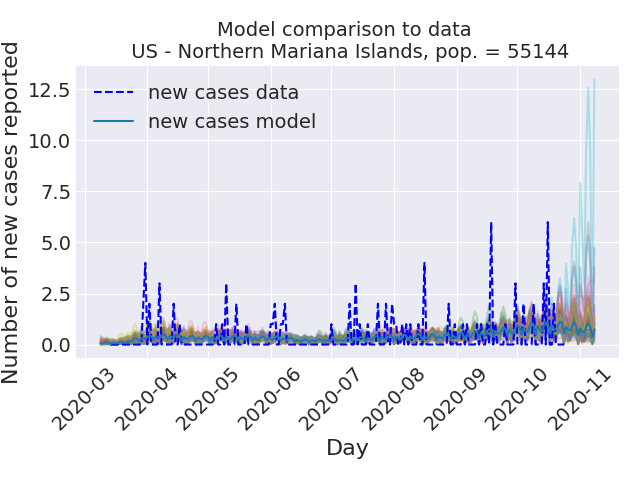 Model comparison to data
US - Northern Mariana Islands, pop. = 55144
Number of new cases reported
12.5
10.0
7.5
5.0
2.5
0.0
new cases data
new cases model
2020-03
2020-04
2020-05
2020-06
2020-07
2020-08
2020-09
2020-10
2020-11
Day